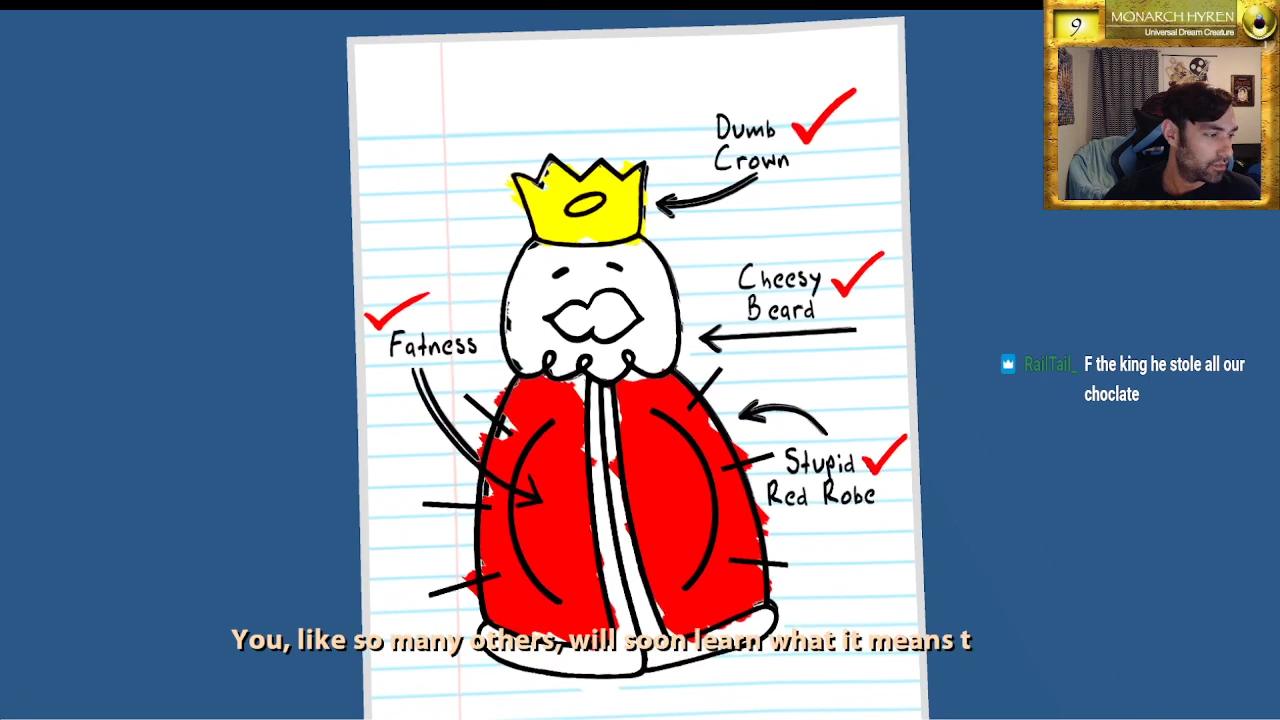 9
MONARCH HYREN
Universal Dream Creature
Dumb
Crown
Cheesy
Beard
Fatness
RailTail_ F the king he stole all our
choclate
Stupid
Red Robe
You, like so many others, will soon learn what it means t